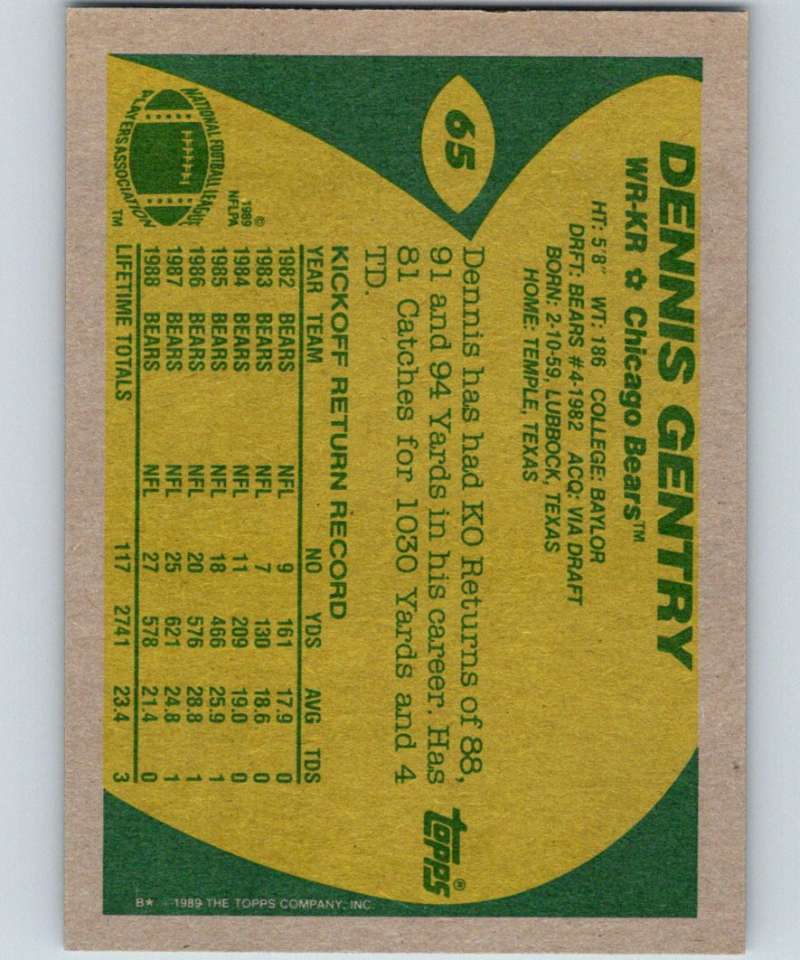 65
DENNIS GENTRY
WR-KR ✿ Chicago Bears™
HT: 5'8" WT: 186 COLLEGE: BAYLOR
DRFT: BEARS #4-1982 ACQ: VIA DRAFT
BORN: 2-10-59, LUBBOCK, TEXAS
HOME: TEMPLE, TEXAS
Dennis has had KO Returns of 88,
91 and 94 Yards in his career. Has
81 Catches for 1030 Yards and 4
TD.
topps®
NATIONAL FOOTBALL LEAGUE
PLAYERS ASSOCIATION
TM
© 1989
NFLPA
KICKOFF RETURN RECORD
YEAR TEAM NO YDS AVG TDS
1982 BEARS NFL 9 161 17.9 0
1983 BEARS NFL 7 130 18.6 0
1984 BEARS NFL 11 209 19.0 0
1985 BEARS NFL 18 466 25.9 1
1986 BEARS NFL 20 576 28.8 1
1987 BEARS NFL 25 621 24.8 1
1988 BEARS NFL 27 578 21.4 0
LIFETIME TOTALS 117 2741 23.4 3
B★ 1989 THE TOPPS COMPANY, INC.